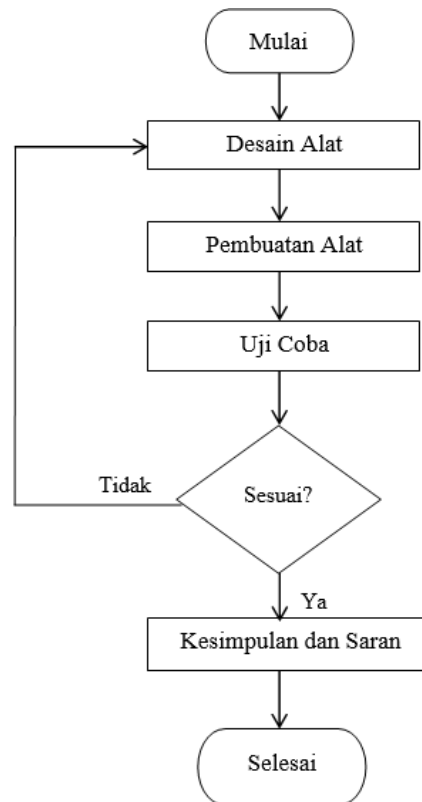 Mulai
Desain Alat
Pembuatan Alat
Uji Coba
Tidak
Sesuai?
Ya
Kesimpulan dan Saran
Selesai